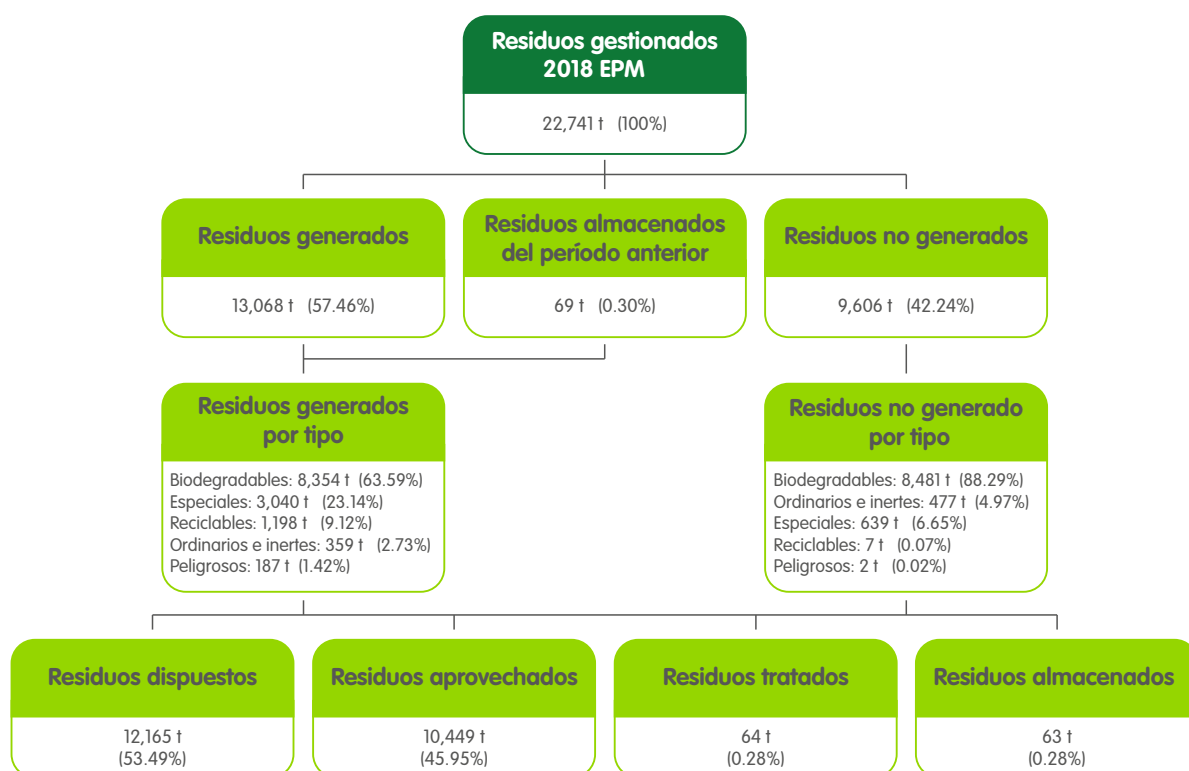 Residuos gestionados
2018 EPM
22,741 t (100%)
Residuos generados
13,068 t (57.46%)
Residuos almacenados
del período anterior
69 t (0.30%)
Residuos no generados
9,606 t (42.24%)
Residuos generados
por tipo
Biodegradables: 8,354 t (63.59%)
Especiales: 3,040 t (23.14%)
Reciclables: 1,198 t (9.12%)
Ordinarios e inertes: 359 t (2.73%)
Peligrosos: 187 t (1.42%)
Residuos no generado
por tipo
Biodegradables: 8,481 t (88.29%)
Ordinarios e inertes: 477 t (4.97%)
Especiales: 639 t (6.65%)
Reciclables: 7 t (0.07%)
Peligrosos: 2 t (0.02%)
Residuos dispuestos
12,165 t
(53.49%)
Residuos aprovechados
10,449 t
(45.95%)
Residuos tratados
64 t
(0.28%)
Residuos almacenados
63 t
(0.28%)